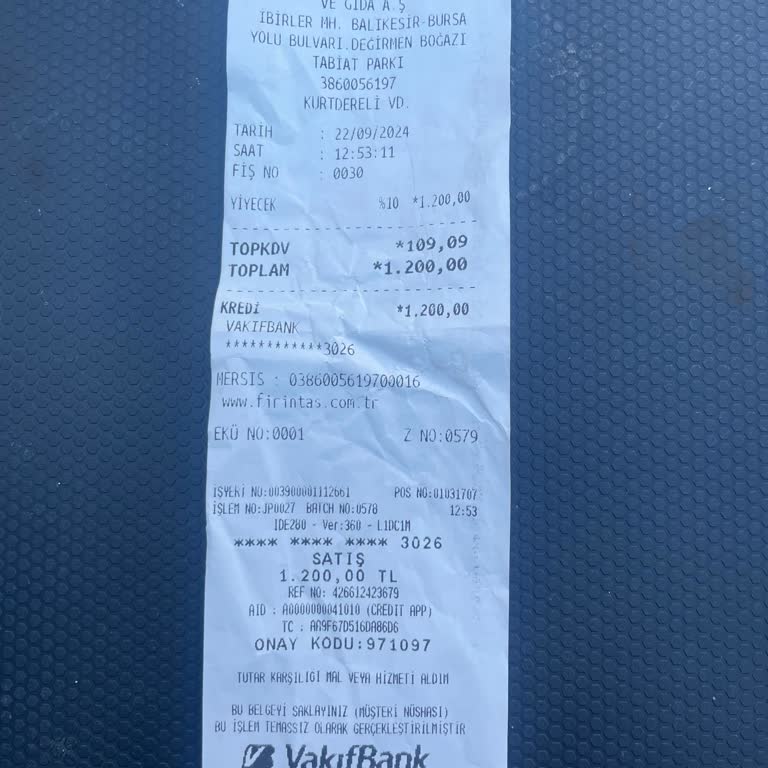 VE GIDA A.Ş
İBİRLER MH. BALIKESİR-BURSA
YOLU BULVARI.DEĞİRMEN BOĞAZI
TABİAT PARKI
3860056197
KURTDERELİ VD.
TARİH : 22/09/2024
SAAT : 12:53:11
FİŞ NO : 0030
YİYECEK %10 *1.200,00
TOPKDV *109,09
TOPLAM *1.200,00
KREDİ *1.200,00
VAKIFBANK
************3026
MERSIS : 0386005619700016
www.firintas.com.tr
EKÜ NO:0001 Z NO:0579
İŞYERİ NO:003900001112661 POS NO:01031707
İŞLEM NO:JP0027 BATCH NO:0578 12:53
IDE280 - Ver:360 - L1DC1M
**** **** **** 3026
SATIŞ
1.200,00 TL
REF NO: 426612423679
AID : A0000000041010 (CREDIT APP)
TC : AA9F67D516DA86D6
ONAY KODU:971097
TUTAR KARŞILIĞI MAL VEYA HİZMETİ ALDIM
BU BELGEYİ SAKLAYINIZ (MÜŞTERİ NÜSHASI)
BU İŞLEM TEMASSIZ OLARAK GERÇEKLEŞTİRİLMİŞTİR
VakıfBank